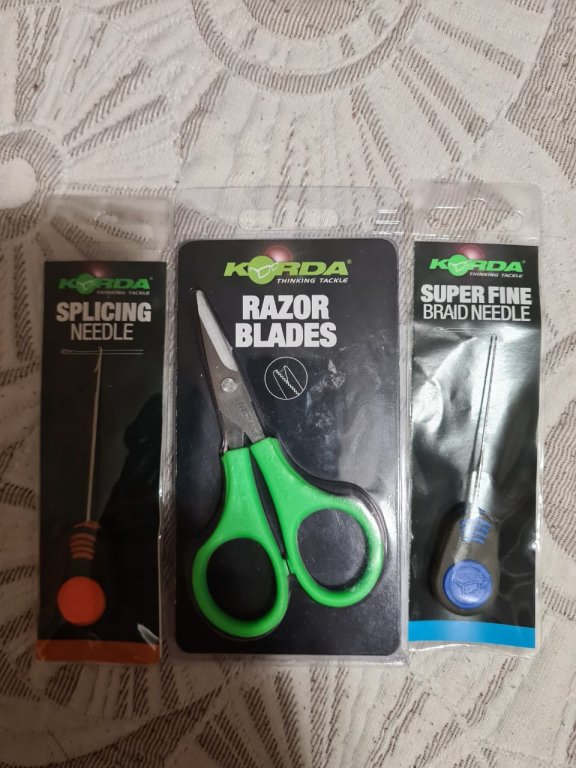 KORDA®
THINKING TACKLE
SPLICING
NEEDLE
KORDA®
THINKING TACKLE
RAZOR
BLADES
KORDA®
THINKING TACKLE
SUPER FINE
BRAID NEEDLE